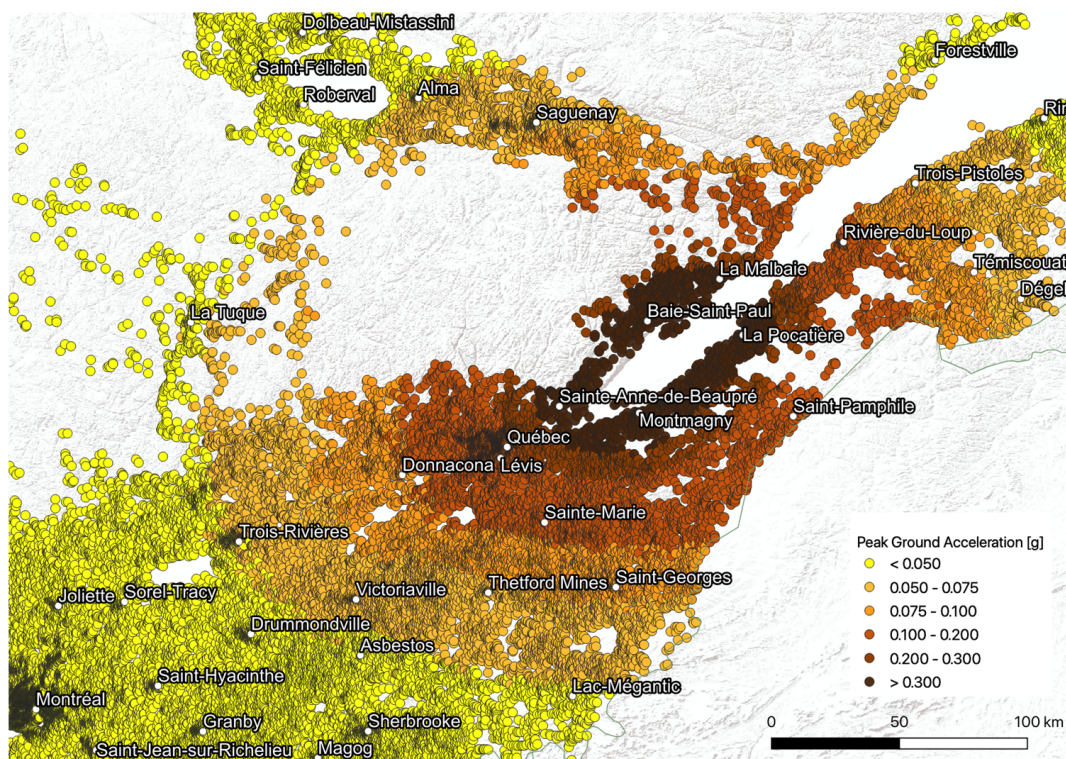 Dolbeau-Mistassini
Forestville
Saint-Félicien
Alma
Roberval
Saguenay
Rir
Trois-Pistoles
Rivière-du-Loup
Témiscouat
La Malbaie
Dégel
La Tuque
Baie-Saint-Paul
La Pocatière
Sainte-Anne-de-Beaupré
Saint-Pamphile
Montmagny
Québec
Donnacona Lévis
Sainte-Marie
Trois-Rivières
Peak Ground Acceleration [g]
< 0.050
0.050 - 0.075
0.075 - 0.100
0.100 - 0.200
0.200 - 0.300
> 0.300
Thetford Mines
Saint-Georges
Victoriaville
Joliette
Sorel-Tracy
Drummondville
Asbestos
Saint-Hyacinthe
Lac-Mégantic
Montréal
Granby
Sherbrooke
Saint-Jean-sur-Richelieu
Magog
0 50 100 km